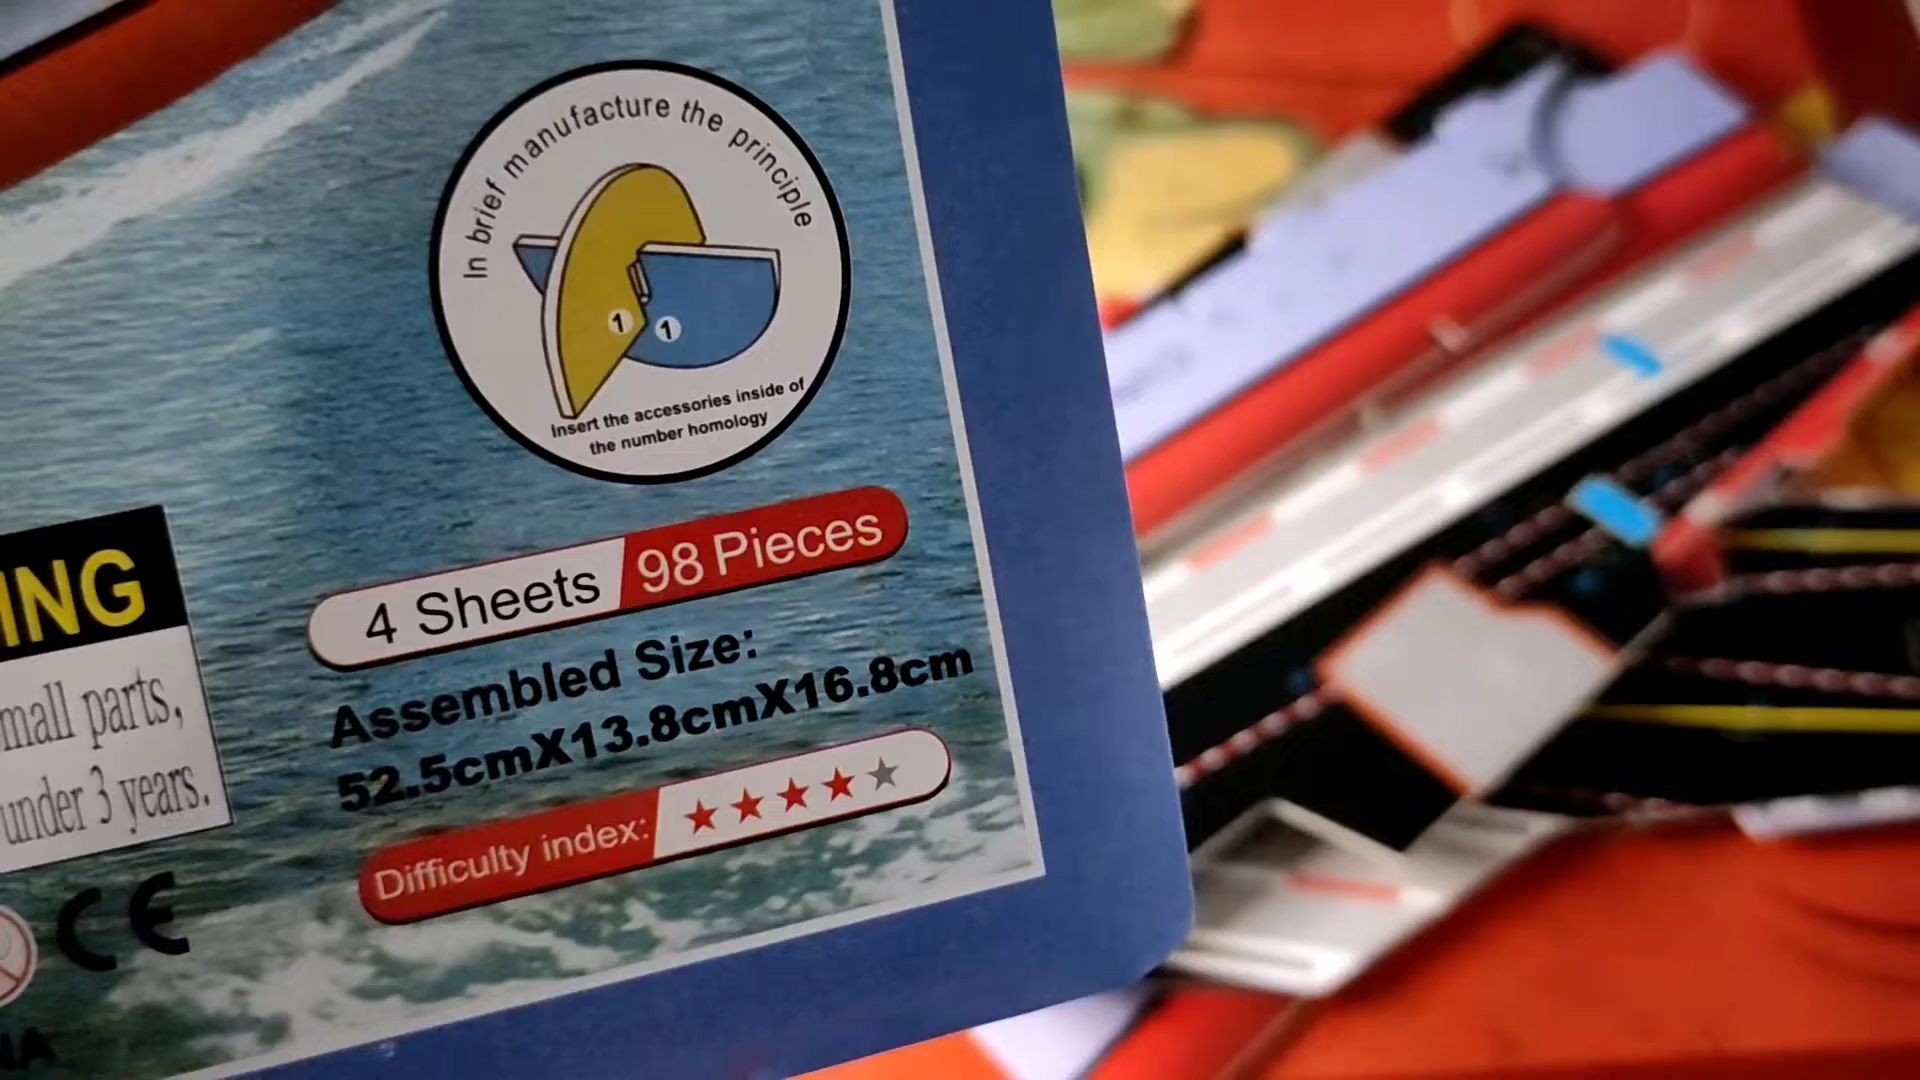 In brief manufacture the principle
1 1
Insert the accessories inside of
the number homology
4 Sheets 98 Pieces
Assembled Size:
52.5cmX13.8cmX16.8cm
Difficulty index:
ING
mall parts,
under 3 years.
CE